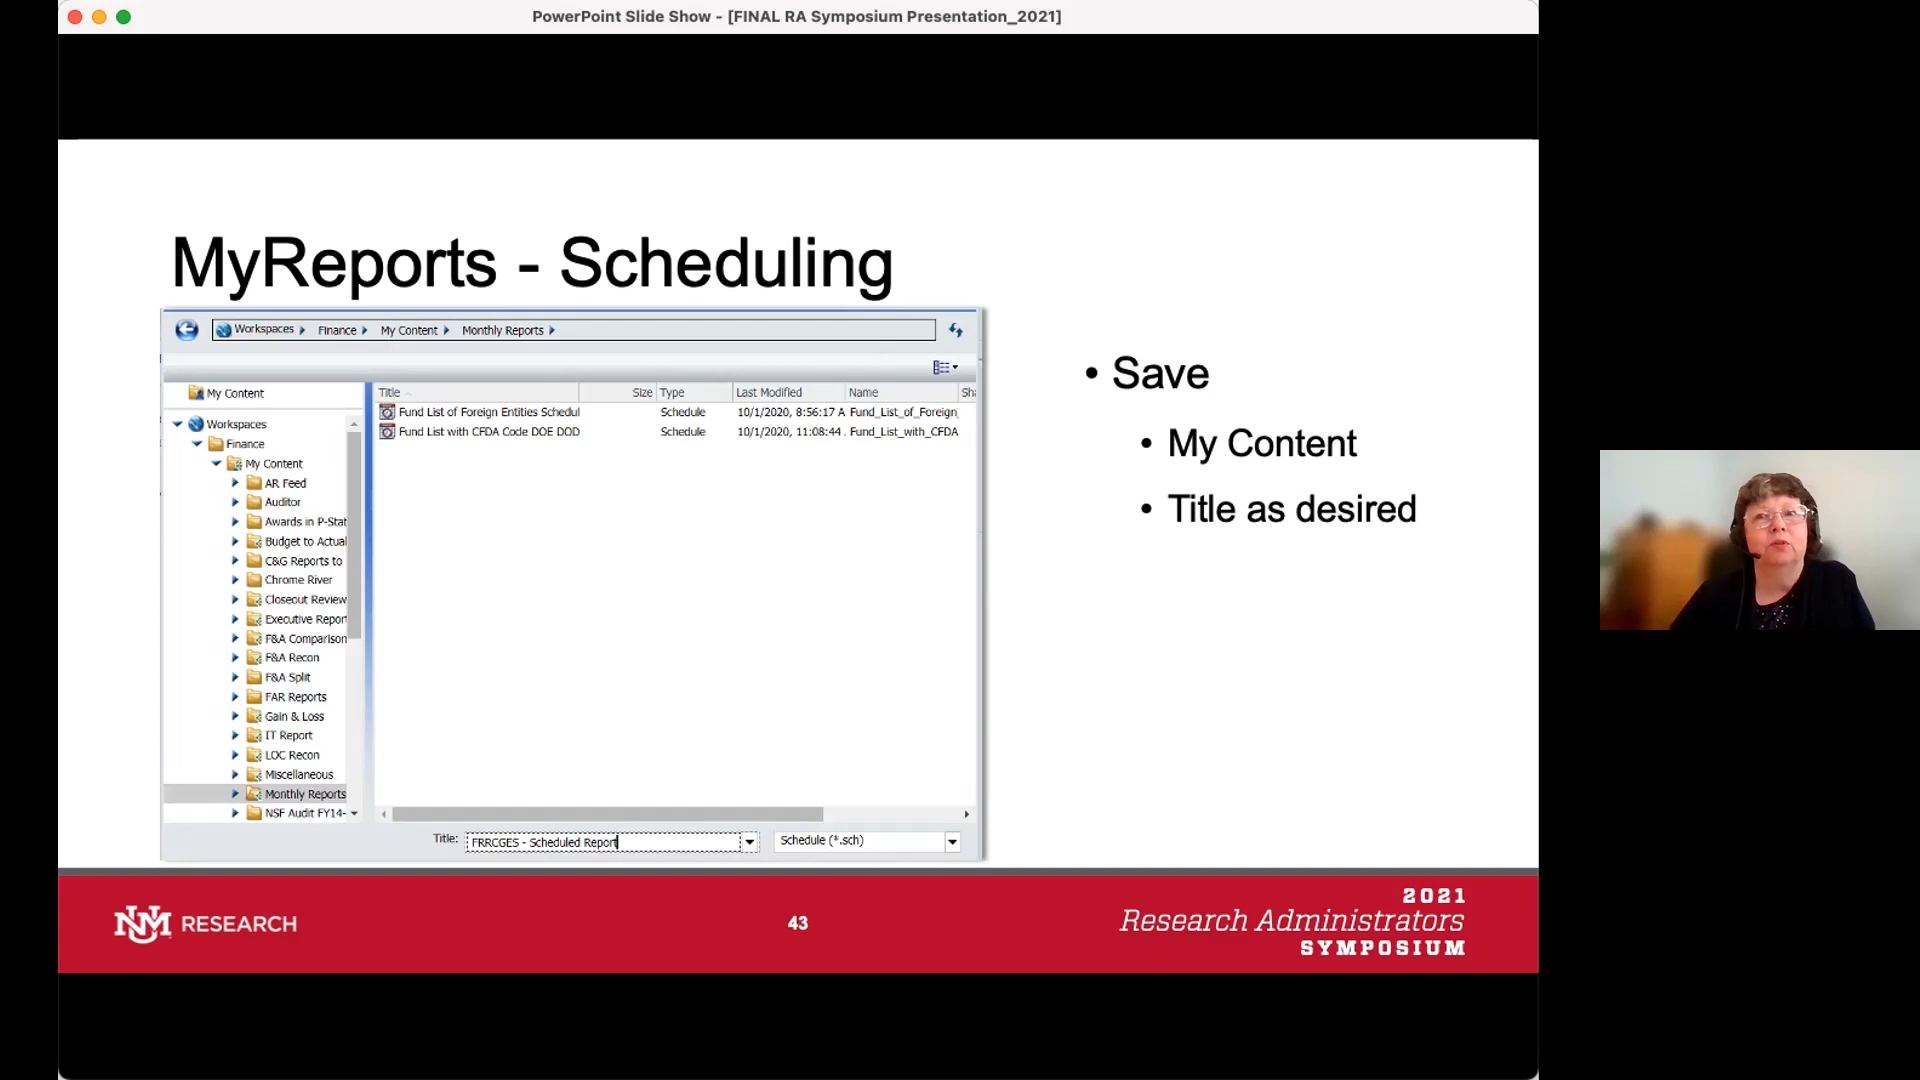 PowerPoint Slide Show - [FINAL RA Symposium Presentation_2021]
MyReports - Scheduling
Workspaces Finance My Content Monthly Reports
My Content
Workspaces
Finance
My Content
AR Feed
Auditor
Awards in P-Stat
Budget to Actual
C&G Reports to
Chrome River
Closeout Review
Executive Report
F&A Comparison
F&A Recon
F&A Split
FAR Reports
Gain & Loss
IT Report
LOC Recon
Miscellaneous
Monthly Reports
NSF Audit FY14-
Title Size Type Last Modified Name Sha
Fund List of Foreign Entities Schedul Schedule 10/1/2020, 8:56:17 A Fund_List_of_Foreign_
Fund List with CFDA Code DOE DOD Schedule 10/1/2020, 11:08:44 Fund_List_with_CFDA
Title: FRRCGES - Scheduled Report Schedule (*.sch)
• Save
• My Content
• Title as desired
UNM RESEARCH
43
2021
Research Administrators
SYMPOSIUM